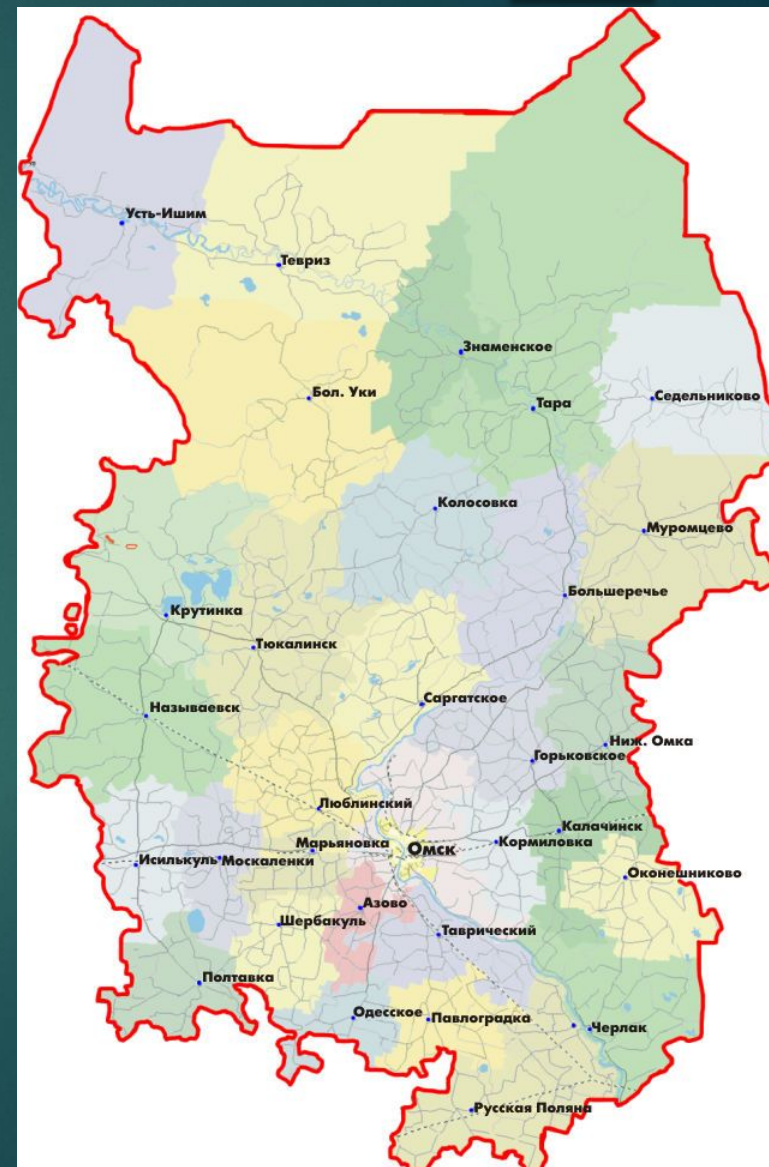 Усть-Ишим
Тевриз
Знаменское
Бол. Уки
Седельниково
Тара
Колосовка
Муромцево
Большеречье
Крутинка
Тюкалинск
Саргатское
Называевск
Ниж. Омка
Горьковское
Люблинский
Калачинск
Марьяновка
Омск
Кормиловка
Исилькуль
Москаленки
Оконешниково
Азово
Шербакуль
Таврический
Полтавка
Одесское
Павлоградка
Черлак
Русская Поляна